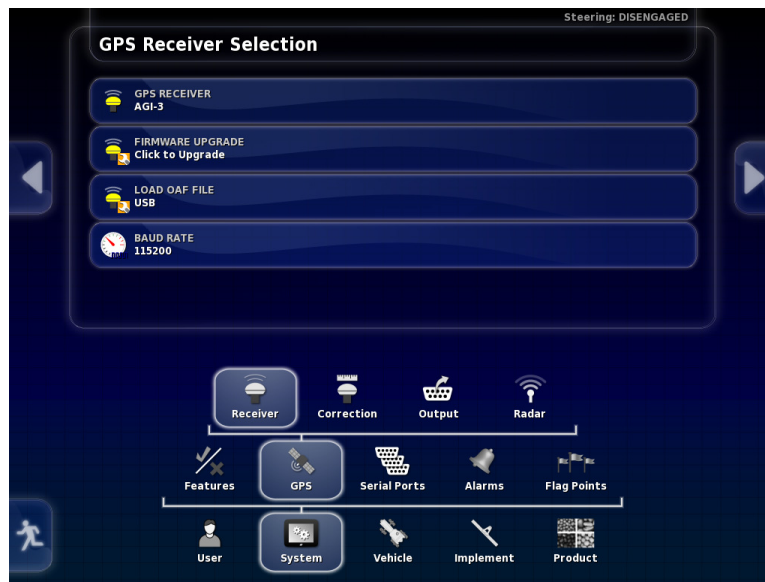 Steering: DISENGAGED
GPS Receiver Selection
GPS RECEIVER
AGI-3
FIRMWARE UPGRADE
Click to Upgrade
LOAD OAF FILE
USB
BAUD RATE
115200
Receiver Correction Output Radar
Features GPS Serial Ports Alarms Flag Points
User System Vehicle Implement Product